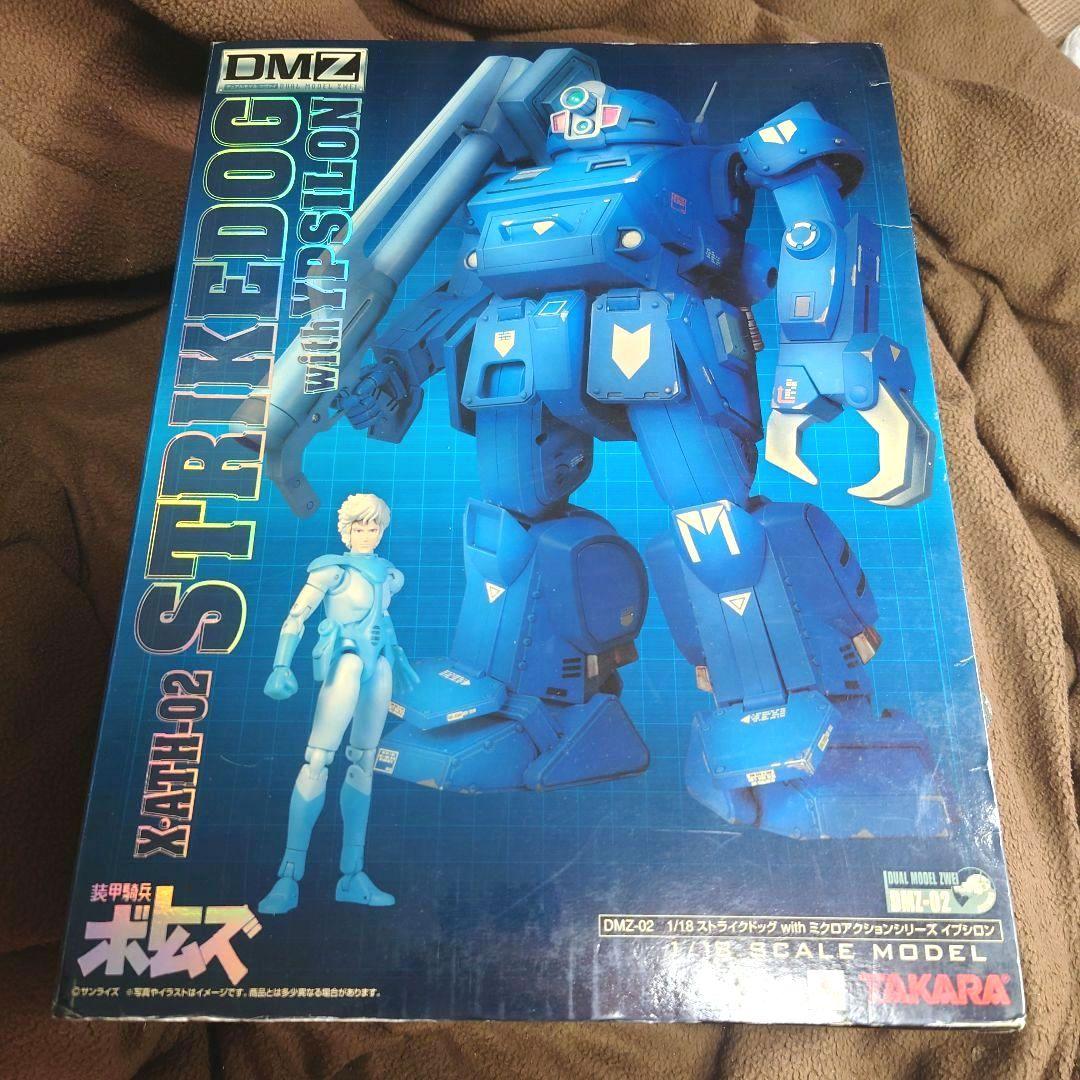 DMZ
DUAL MODEL ZWEI
X·ATH-02 STRIKEDOG
with YPSILON
M
装甲騎兵
ボトムズ
©サンライズ ※写真やイラストはイメージです。商品とは多少異なる場合があります。
DUAL MODEL ZWEI
DMZ-02
DMZ-02 1/18 ストライクドッグ with ミクロアクションシリーズ イプシロン
1/18 SCALE MODEL
TAKARA